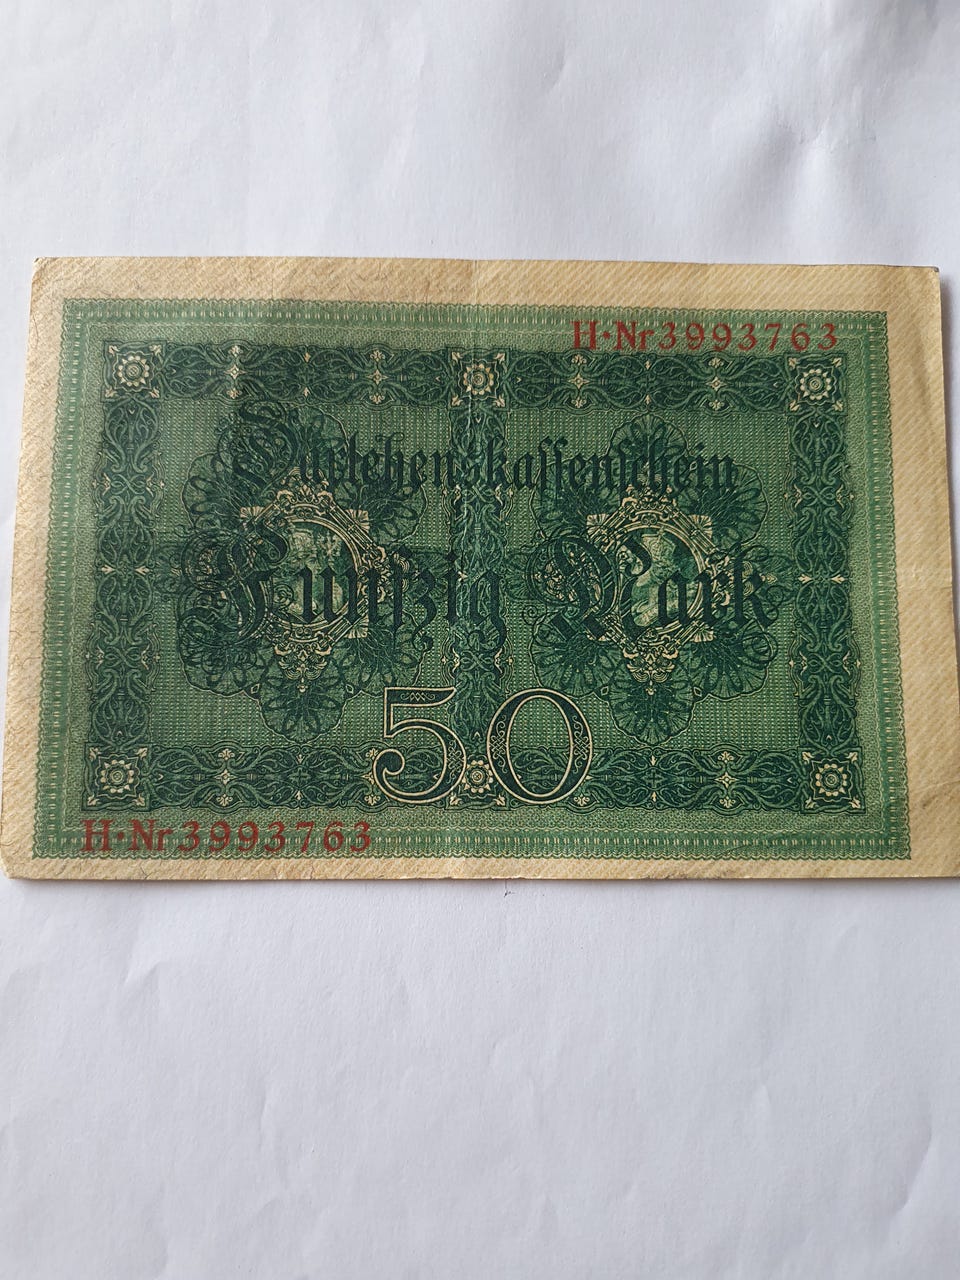 H·Nr3993763
Darlehenskassenschein
Fünfzig Mark
50
H·Nr3993763